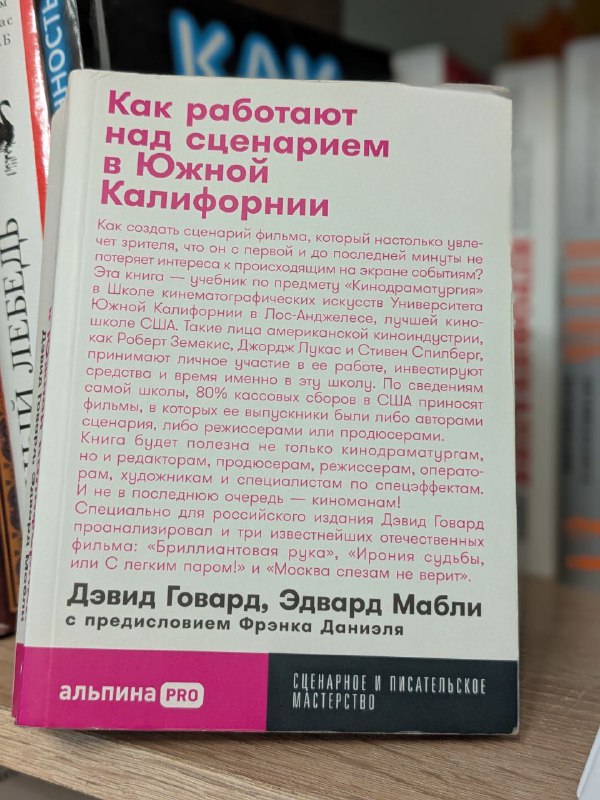 КАК
НОСТЬ
ЛЕБЕДЬ
Как работают
над сценарием
в Южной
Калифорнии
Как создать сценарий фильма, который настолько увле-
чет зрителя, что он с первой и до последней минуты не
потеряет интереса к происходящим на экране событиям?
Эта книга — учебник по предмету «Кинодраматургия»
в Школе кинематографических искусств Университета
Южной Калифорнии в Лос-Анджелесе, лучшей кино-
школе США. Такие лица американской киноиндустрии,
как Роберт Земекис, Джордж Лукас и Стивен Спилберг,
принимают личное участие в ее работе, инвестируют
средства и время именно в эту школу. По сведениям
самой школы, 80% кассовых сборов в США приносят
фильмы, в которых ее выпускники были либо авторами
сценария, либо режиссерами или продюсерами.
Книга будет полезна не только кинодраматургам,
но и редакторам, продюсерам, режиссерам, операто-
рам, художникам и специалистам по спецэффектам.
И не в последнюю очередь — киноманам!
Специально для российского издания Дэвид Говард
проанализировал и три известнейших отечественных
фильма: «Бриллиантовая рука», «Ирония судьбы,
или С легким паром!» и «Москва слезам не верит».
Дэвид Говард, Эдвард Мабли
с предисловием Фрэнка Даниэля
альпина PRO
СЦЕНАРНОЕ И ПИСАТЕЛЬСКОЕ
МАСТЕРСТВО